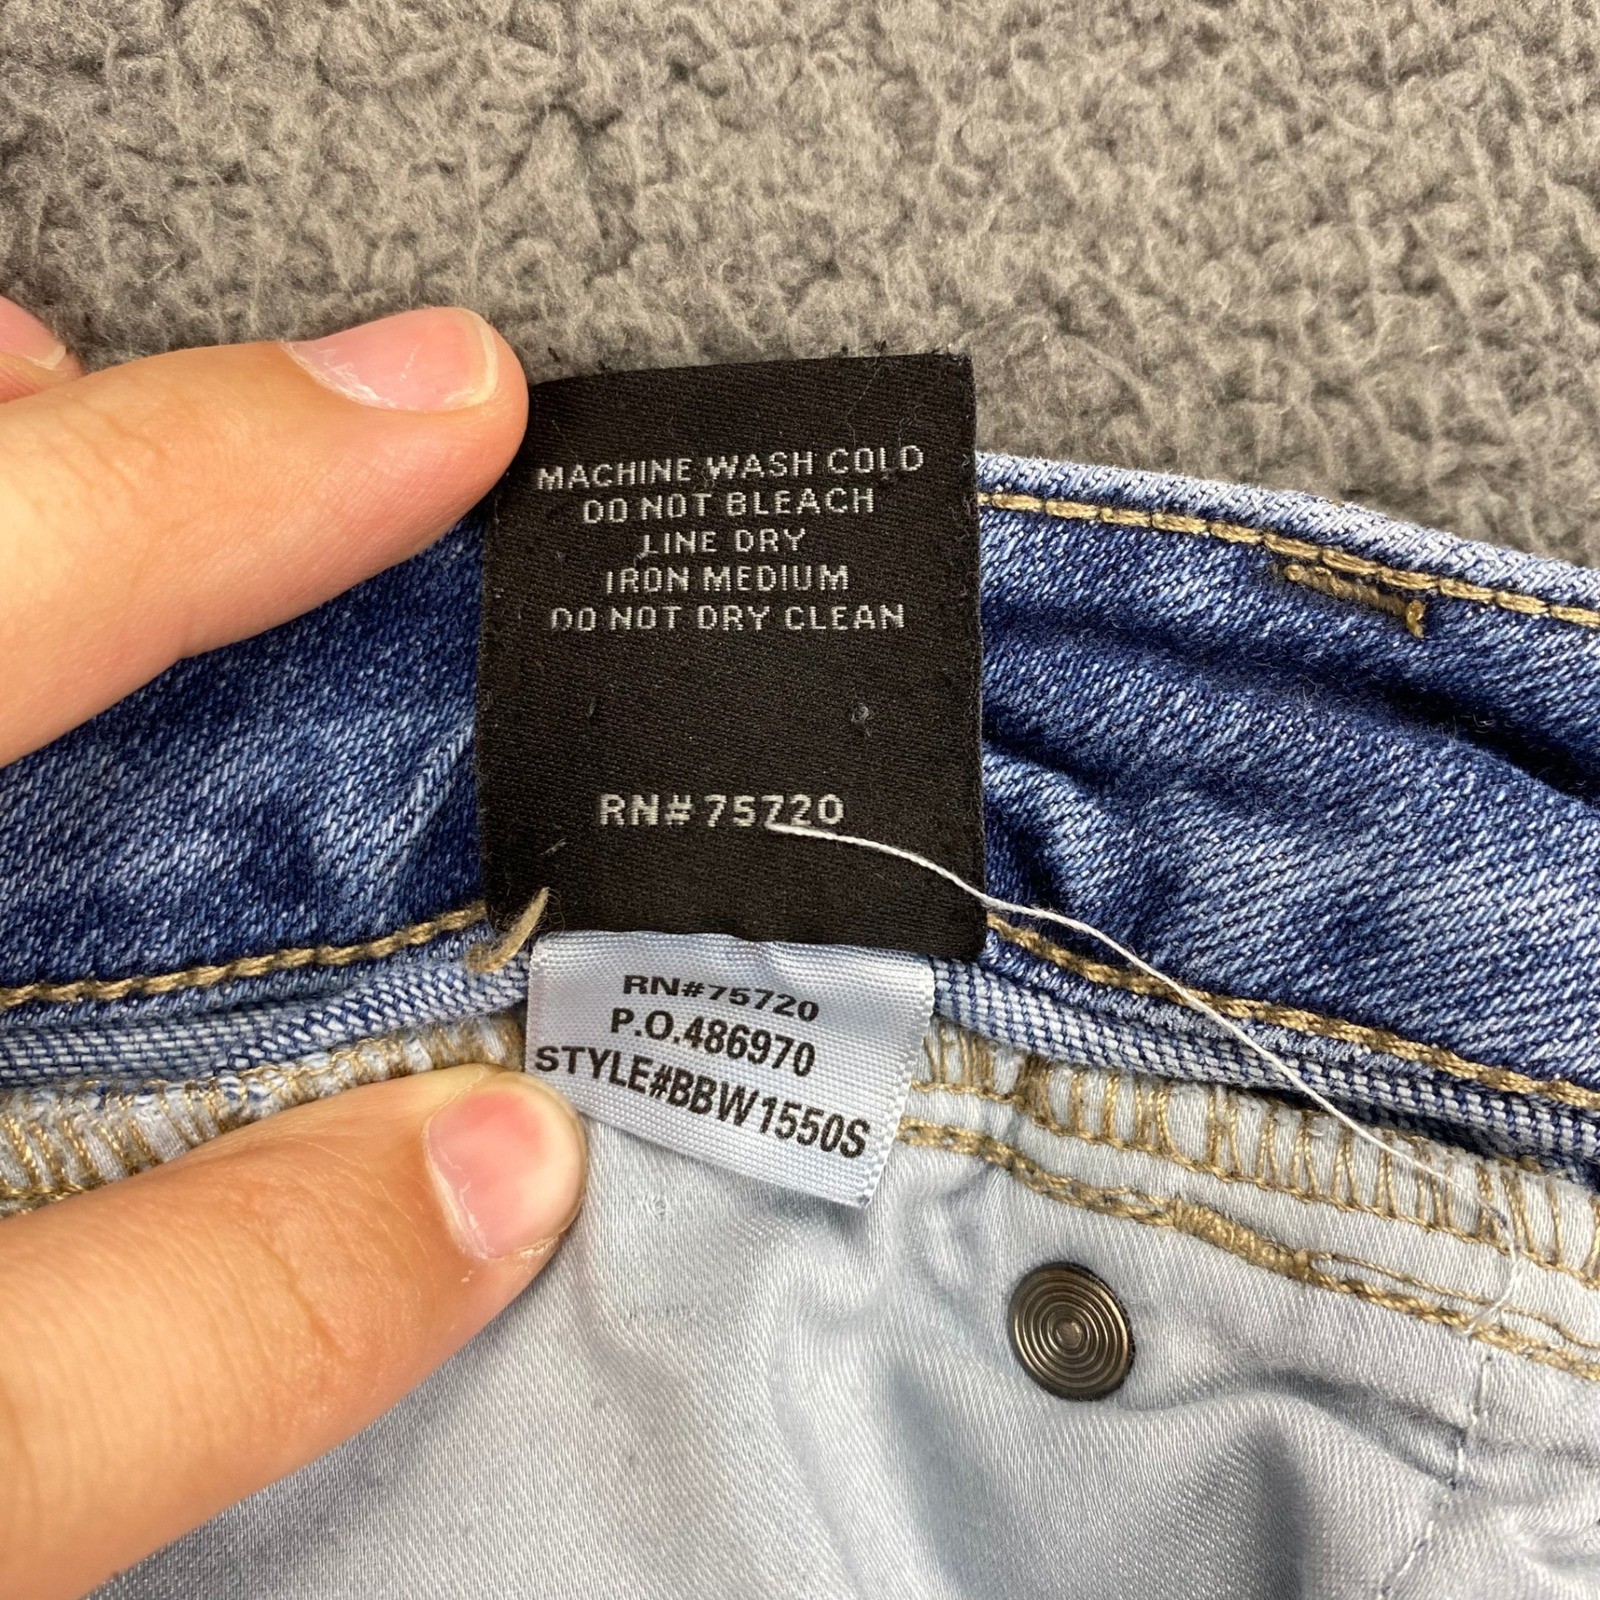 MACHINE WASH COLD
DO NOT BLEACH
LINE DRY
IRON MEDIUM
DO NOT DRY CLEAN
RN# 75720
RN#75720
P.O.486970
STYLE#BBW1550S